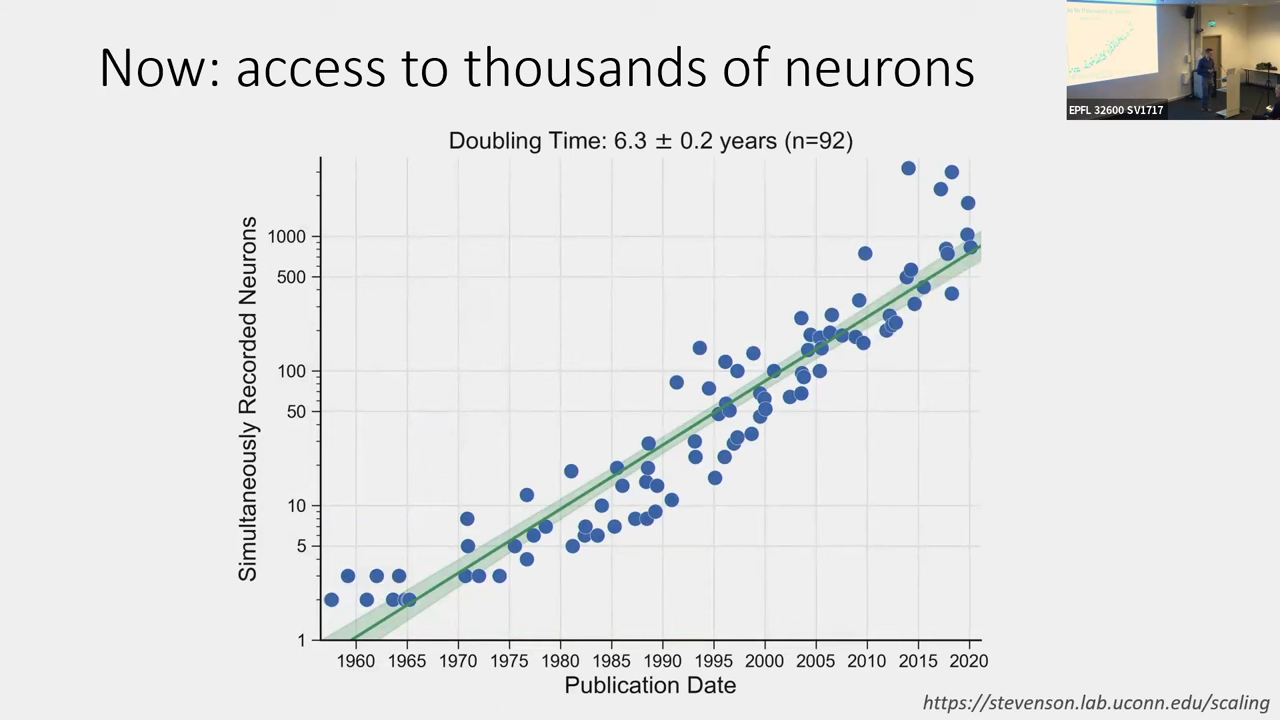 Now: access to thousands of neurons
EPFL 32600 SV1717
Doubling Time: 6.3 ± 0.2 years (n=92)
Simultaneously Recorded Neurons
1000
500
100
50
10
5
1
1960 1965 1970 1975 1980 1985 1990 1995 2000 2005 2010 2015 2020
Publication Date
https://stevenson.lab.uconn.edu/scaling